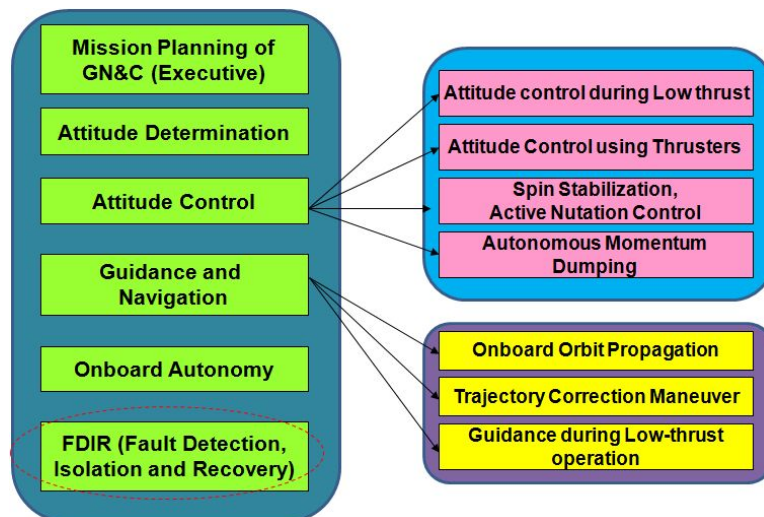 Mission Planning of
GN&C (Executive)
Attitude Determination
Attitude Control
Guidance and
Navigation
Onboard Autonomy
FDIR (Fault Detection,
Isolation and Recovery)
Attitude control during Low thrust
Attitude Control using Thrusters
Spin Stabilization,
Active Nutation Control
Autonomous Momentum
Dumping
Onboard Orbit Propagation
Trajectory Correction Maneuver
Guidance during Low-thrust
operation